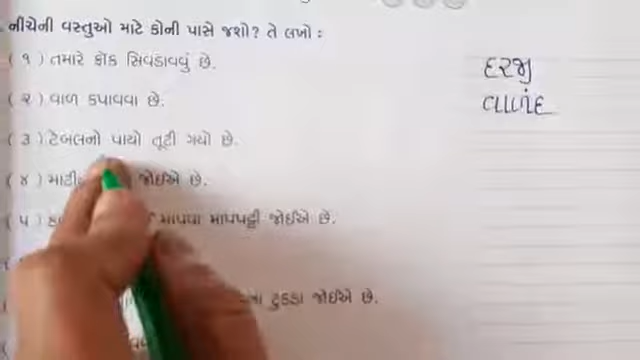 નીચેની વસ્તુઓ માટે કોની પાસે જશો? તે લખો :
(૧) તમારે ફ્રોક સિવડાવવું છે. દરજી
(૨) વાળ કપાવવા છે. વાળંદ
(૩) ટેબલનો પાયો તૂટી ગયો છે.
(૪) માટી જોઈએ છે.
(૫) માપવા માપપટ્ટી જોઈએ છે.
ટુકડા જોઈએ છે.